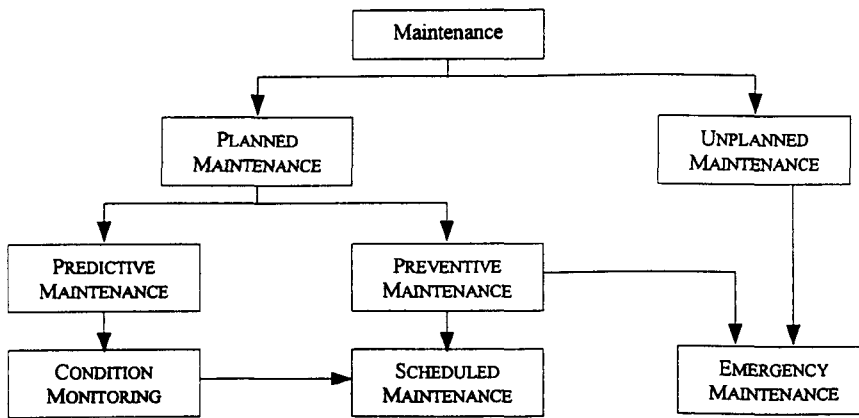 Maintenance
PLANNED
MAINTENANCE
UNPLANNED
MAINTENANCE
PREDICTIVE
MAINTENANCE
PREVENTIVE
MAINTENANCE
CONDITION
MONITORING
SCHEDULED
MAINTENANCE
EMERGENCY
MAINTENANCE